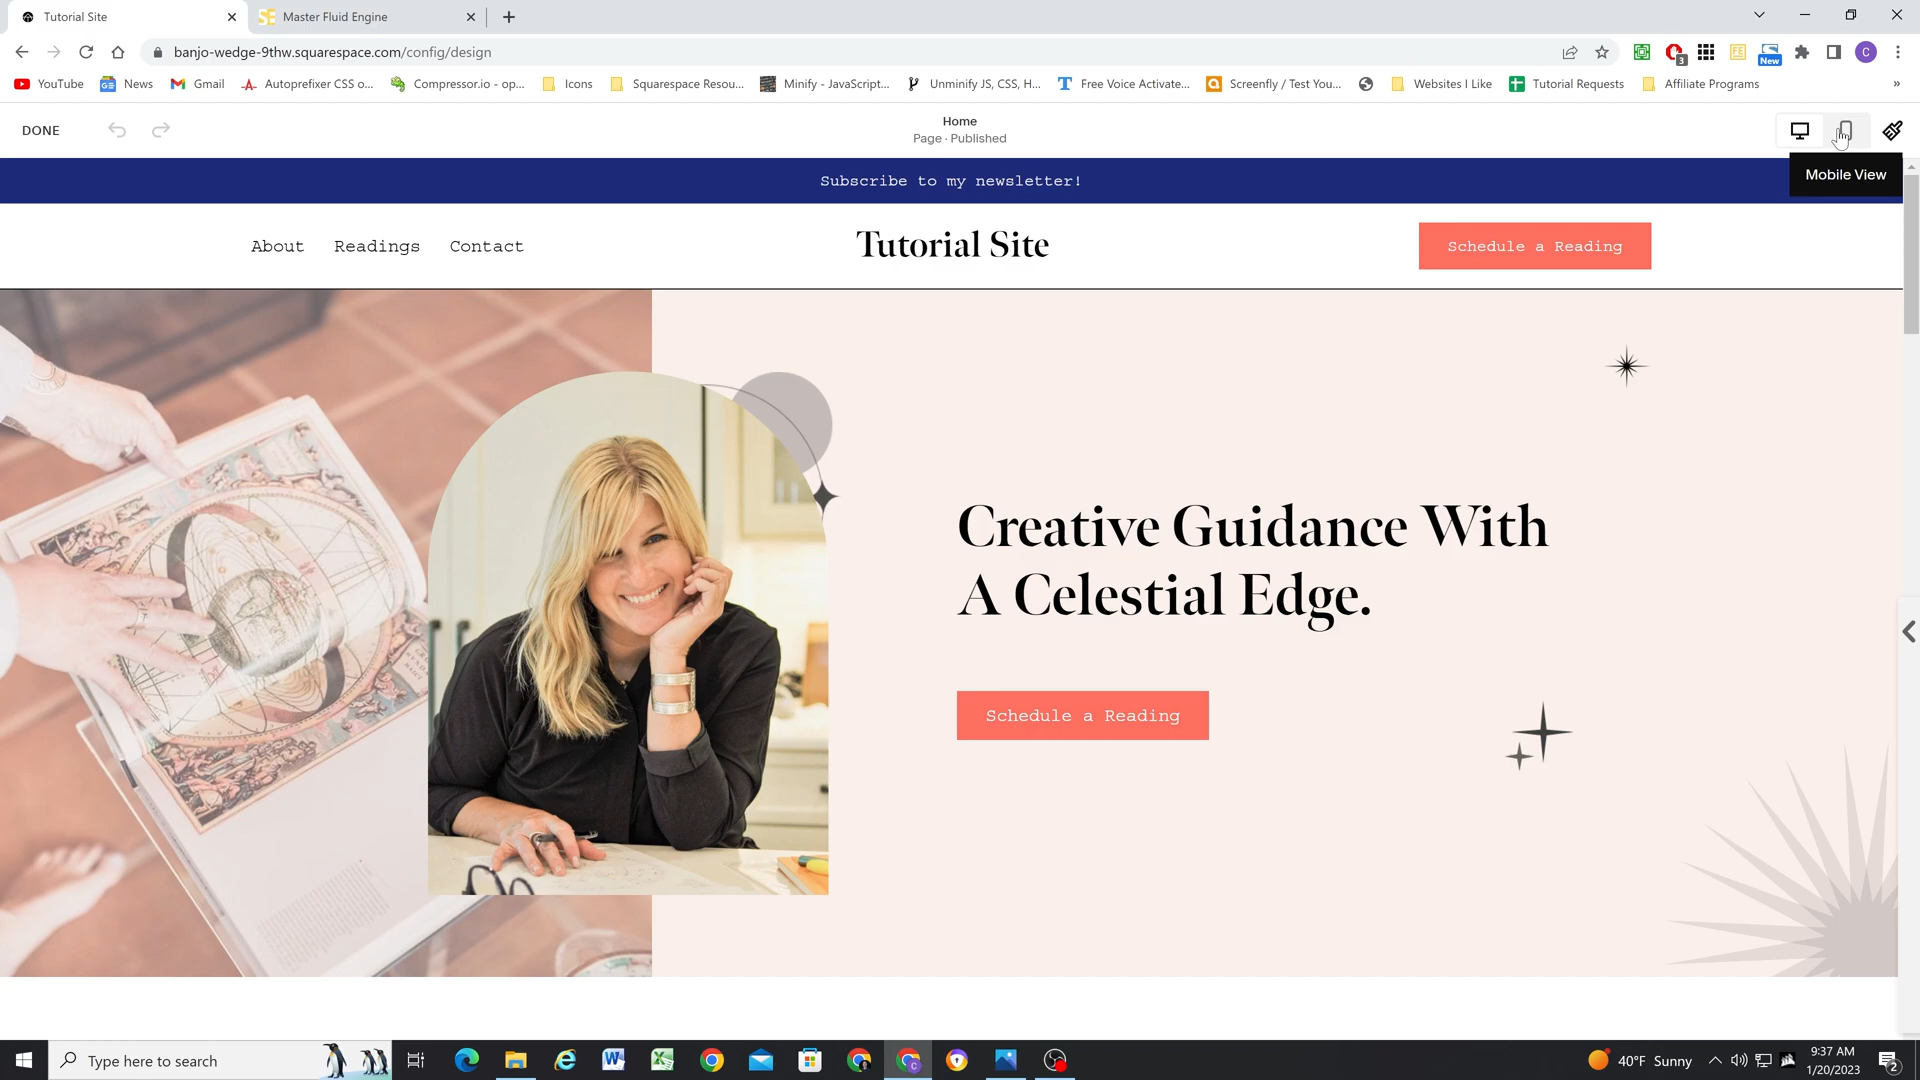 Tutorial Site
Master Fluid Engine
banjo-wedge-9thw.squarespace.com/config/design
3
New
C
YouTube
News
Gmail
Autoprefixer CSS o...
Compressor.io - op...
Icons
Squarespace Resou...
Minify - JavaScript...
Unminify JS, CSS, H...
Free Voice Activate...
Screenfly / Test You...
Websites I Like
Tutorial Requests
Affiliate Programs
»
DONE
Home
Page · Published
Mobile View
Subscribe to my newsletter!
About
Readings
Contact
Tutorial Site
Schedule a Reading
Creative Guidance With
A Celestial Edge.
Schedule a Reading
Type here to search
40°F Sunny
9:37 AM
1/20/2023
2